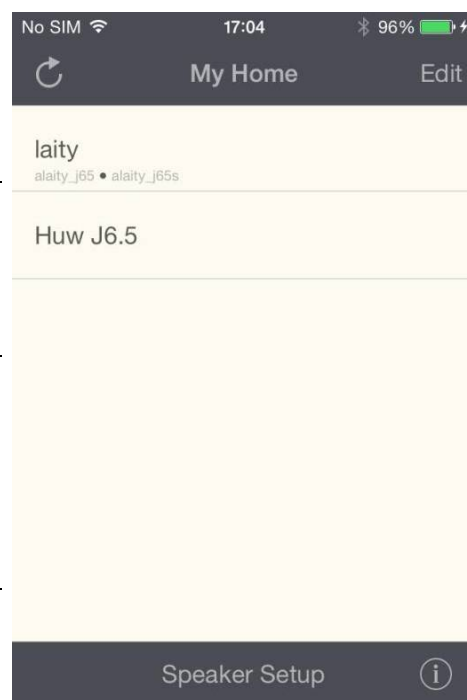 No SIM 17:04 96%
My Home Edit
laity
alaity_j65 • alaity_j65s
Huw J6.5
Speaker Setup i